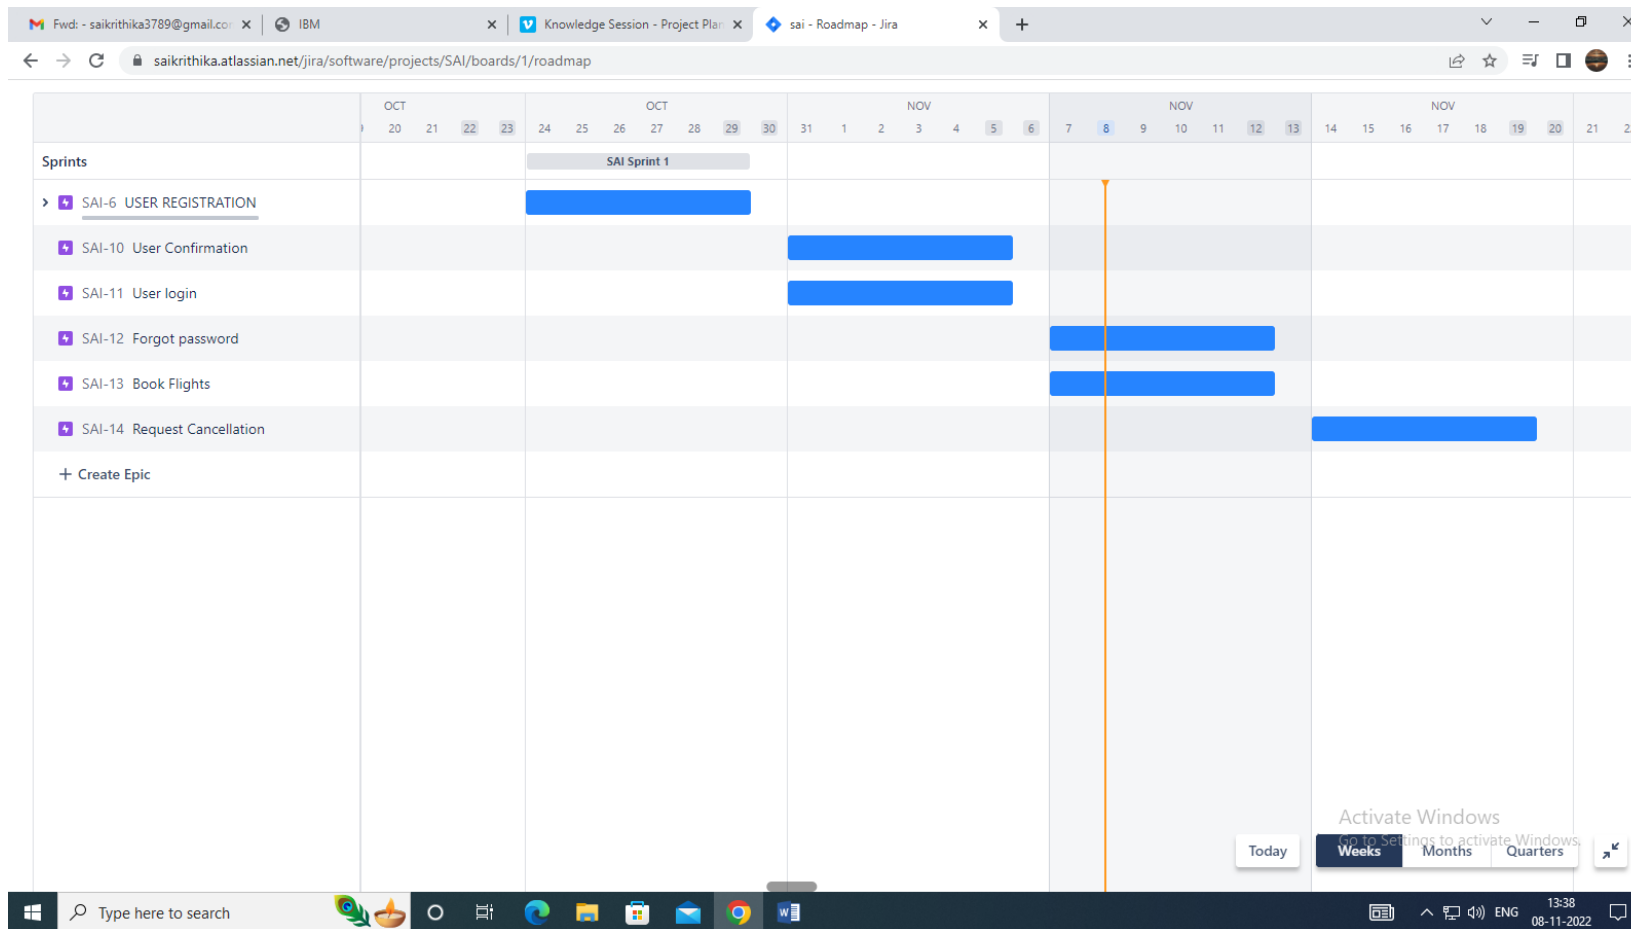 Fwd: - saikrithika3789@gmail.cor
IBM
Knowledge Session - Project Plan
sai - Roadmap - Jira
saikrithika.atlassian.net/jira/software/projects/SAI/boards/1/roadmap
OCT OCT NOV NOV NOV
20 21 22 23 24 25 26 27 28 29 30 31 1 2 3 4 5 6 7 8 9 10 11 12 13 14 15 16 17 18 19 20 21
Sprints SAI Sprint 1
SAI-6 USER REGISTRATION
SAI-10 User Confirmation
SAI-11 User login
SAI-12 Forgot password
SAI-13 Book Flights
SAI-14 Request Cancellation
+ Create Epic
Activate Windows
Go to Settings to activate Windows.
Today Weeks Months Quarters
Type here to search
ENG
13:38
08-11-2022